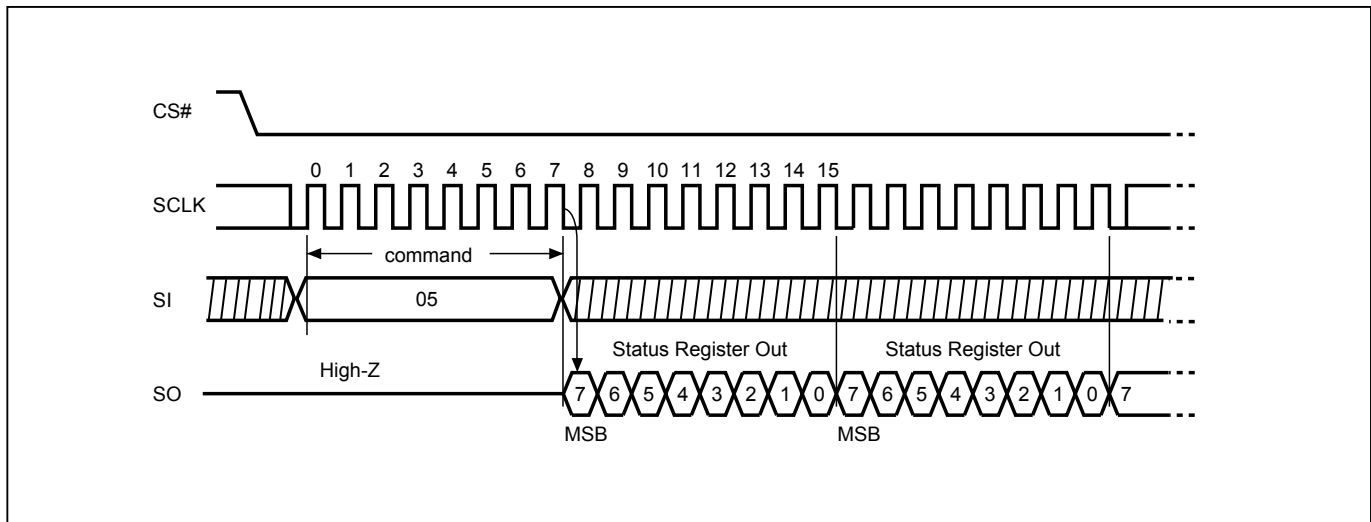 CS#
0 1 2 3 4 5 6 7 8 9 10 11 12 13 14 15
SCLK
command
SI 05
High-Z Status Register Out Status Register Out
SO 7 6 5 4 3 2 1 0 7 6 5 4 3 2 1 0 7
MSB MSB